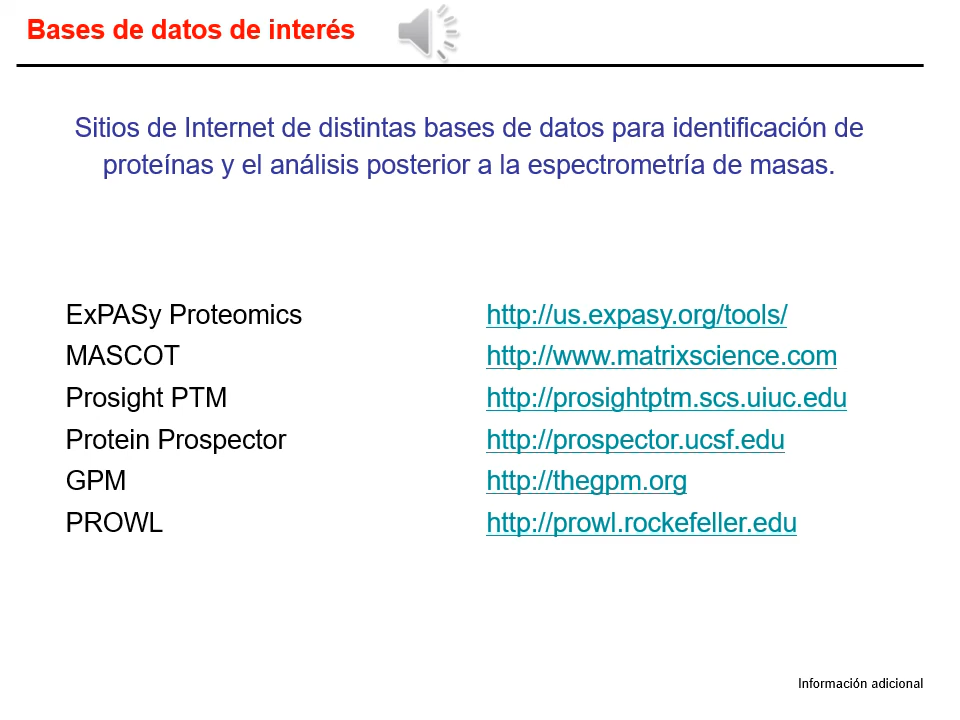 Bases de datos de interés
Sitios de Internet de distintas bases de datos para identificación de
proteínas y el análisis posterior a la espectrometría de masas.
ExPASy Proteomics http://us.expasy.org/tools/
MASCOT http://www.matrixscience.com
Prosight PTM http://prosightptm.scs.uiuc.edu
Protein Prospector http://prospector.ucsf.edu
GPM http://thegpm.org
PROWL http://prowl.rockefeller.edu
Información adicional